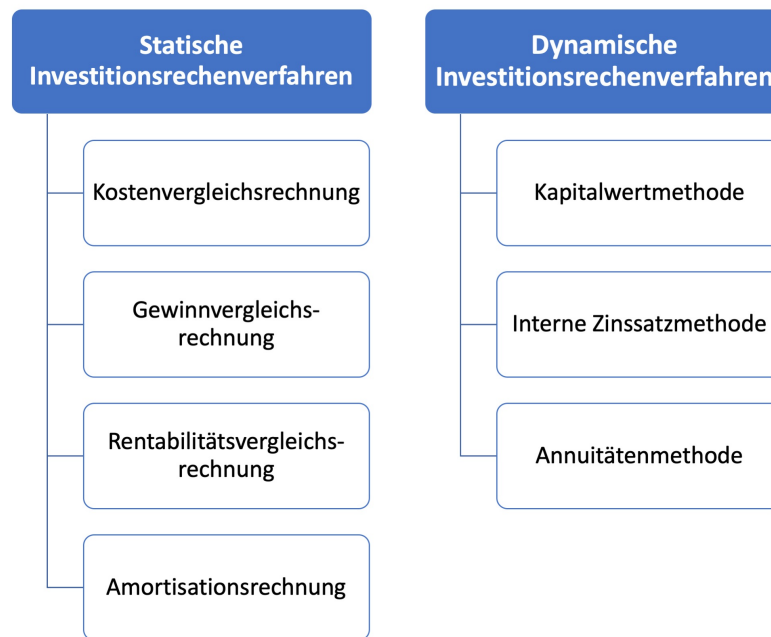 Statische
Investitionsrechenverfahren
Kostenvergleichsrechnung
Gewinnvergleichs-
rechnung
Rentabilitätsvergleichs-
rechnung
Amortisationsrechnung
Dynamische
Investitionsrechenverfahren
Kapitalwertmethode
Interne Zinssatzmethode
Annuitätenmethode